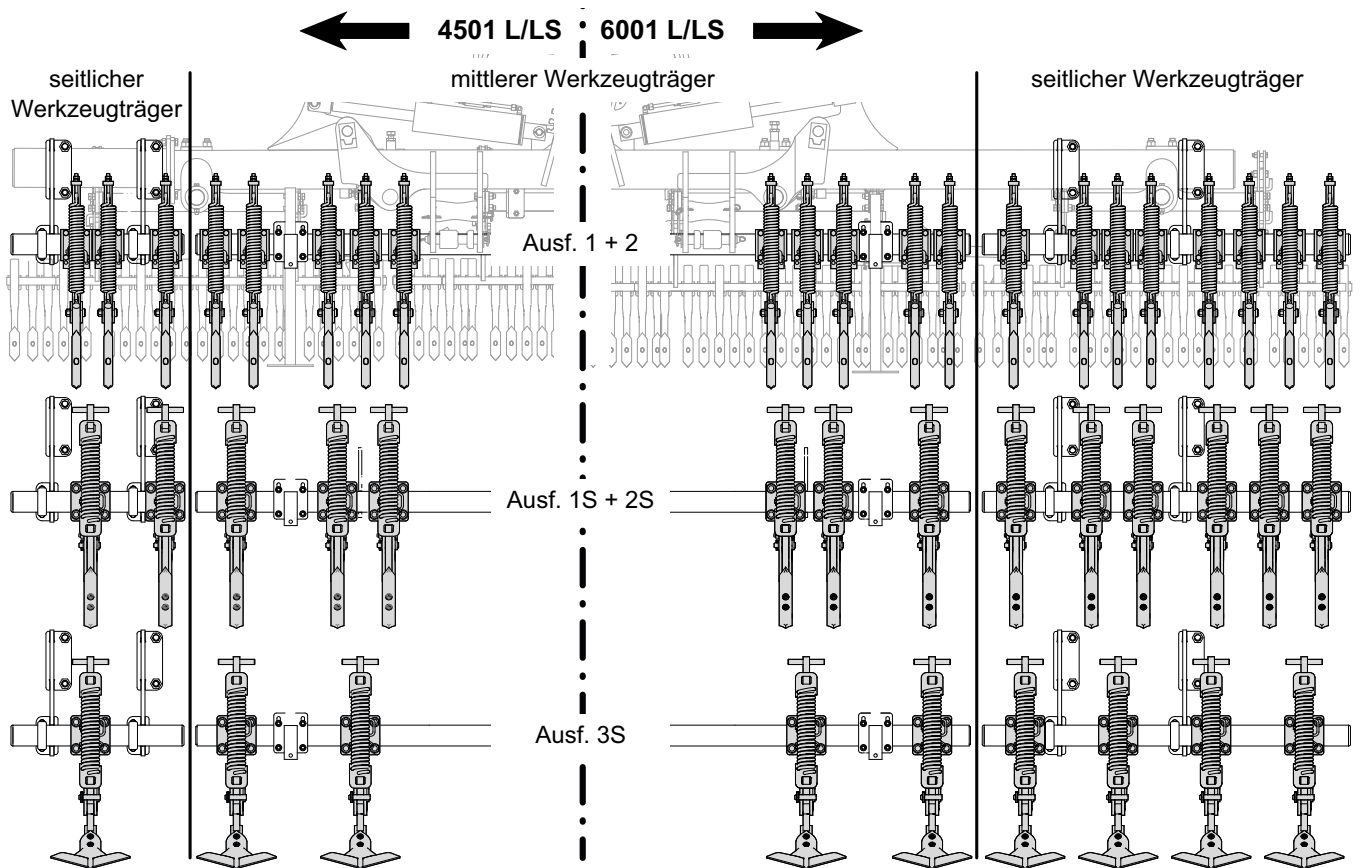 4501 L/LS 6001 L/LS
seitlicher
Werkzeugträger
mittlerer Werkzeugträger
seitlicher Werkzeugträger
Ausf. 1 + 2
Ausf. 1S + 2S
Ausf. 3S